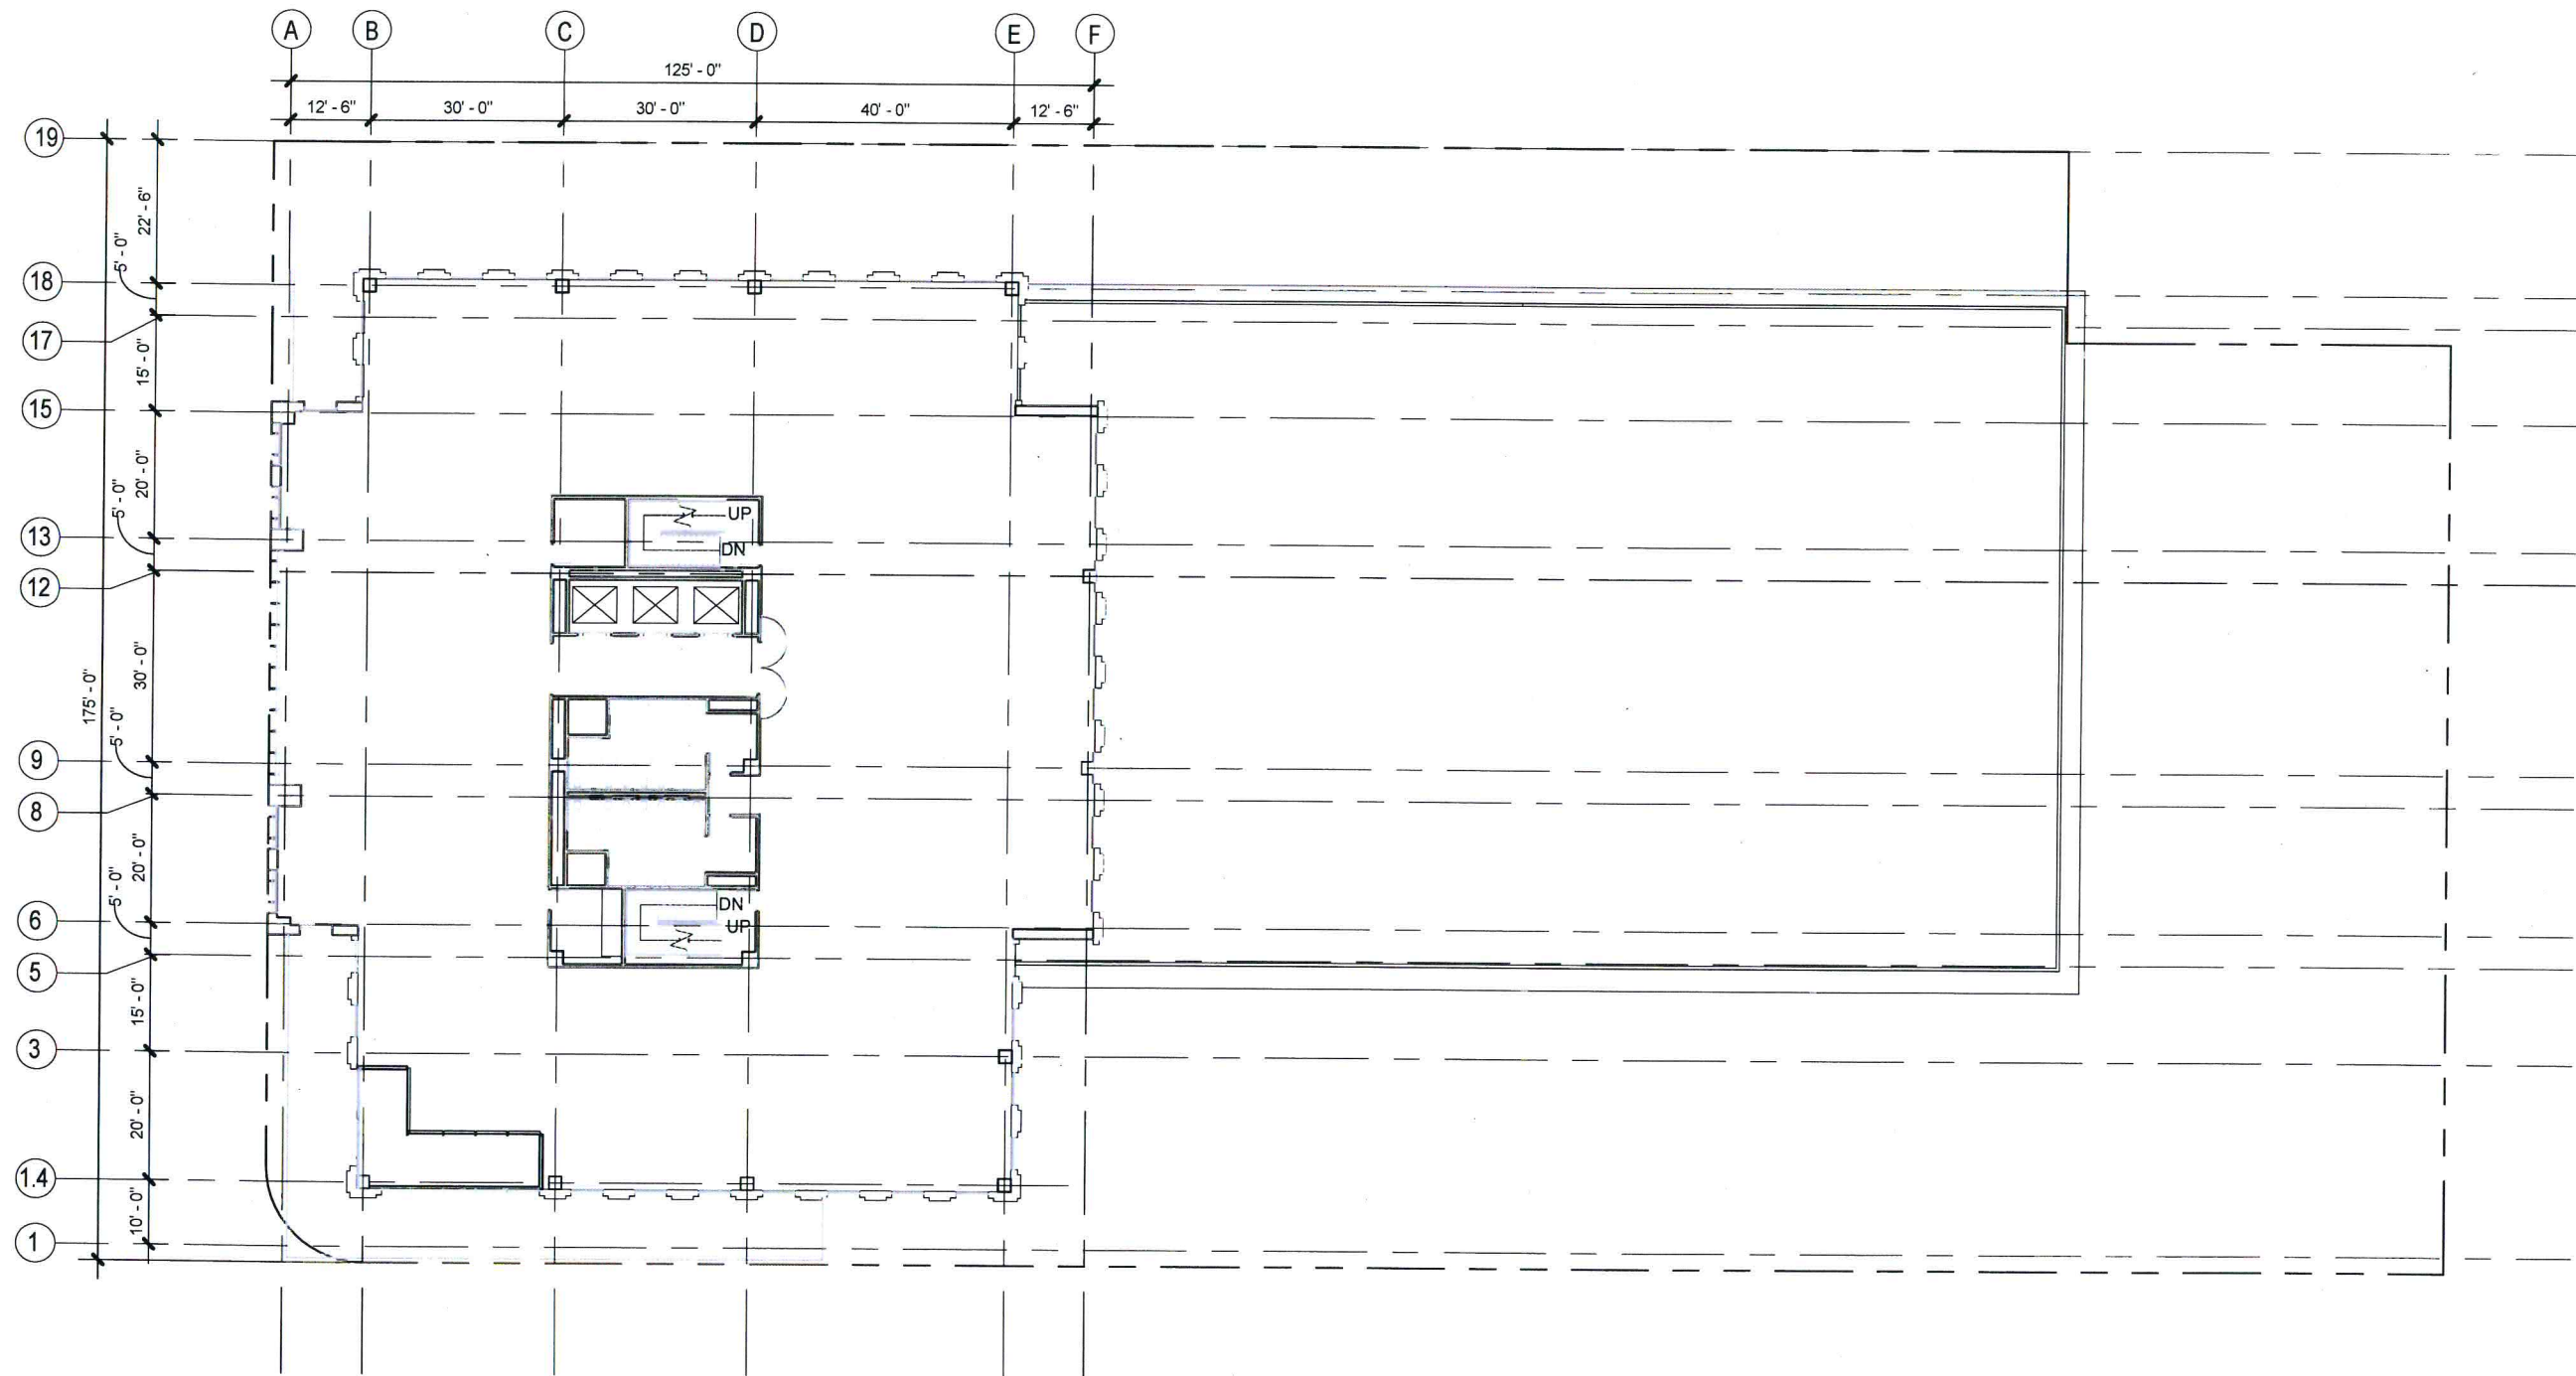 A B C D E F
125' - 0"
12' - 6" 30' - 0" 30' - 0" 40' - 0" 12' - 6"
19
22' - 6"
5' - 0"
18
17
15' - 0"
15
20' - 0"
UP
5' - 0"
13
DN
12
30' - 0"
175' - 0"
5' - 0"
9
8
20' - 0"
5' - 0"
DN
6
UP
5
15' - 0"
3
20' - 0"
1.4
10' - 0"
1